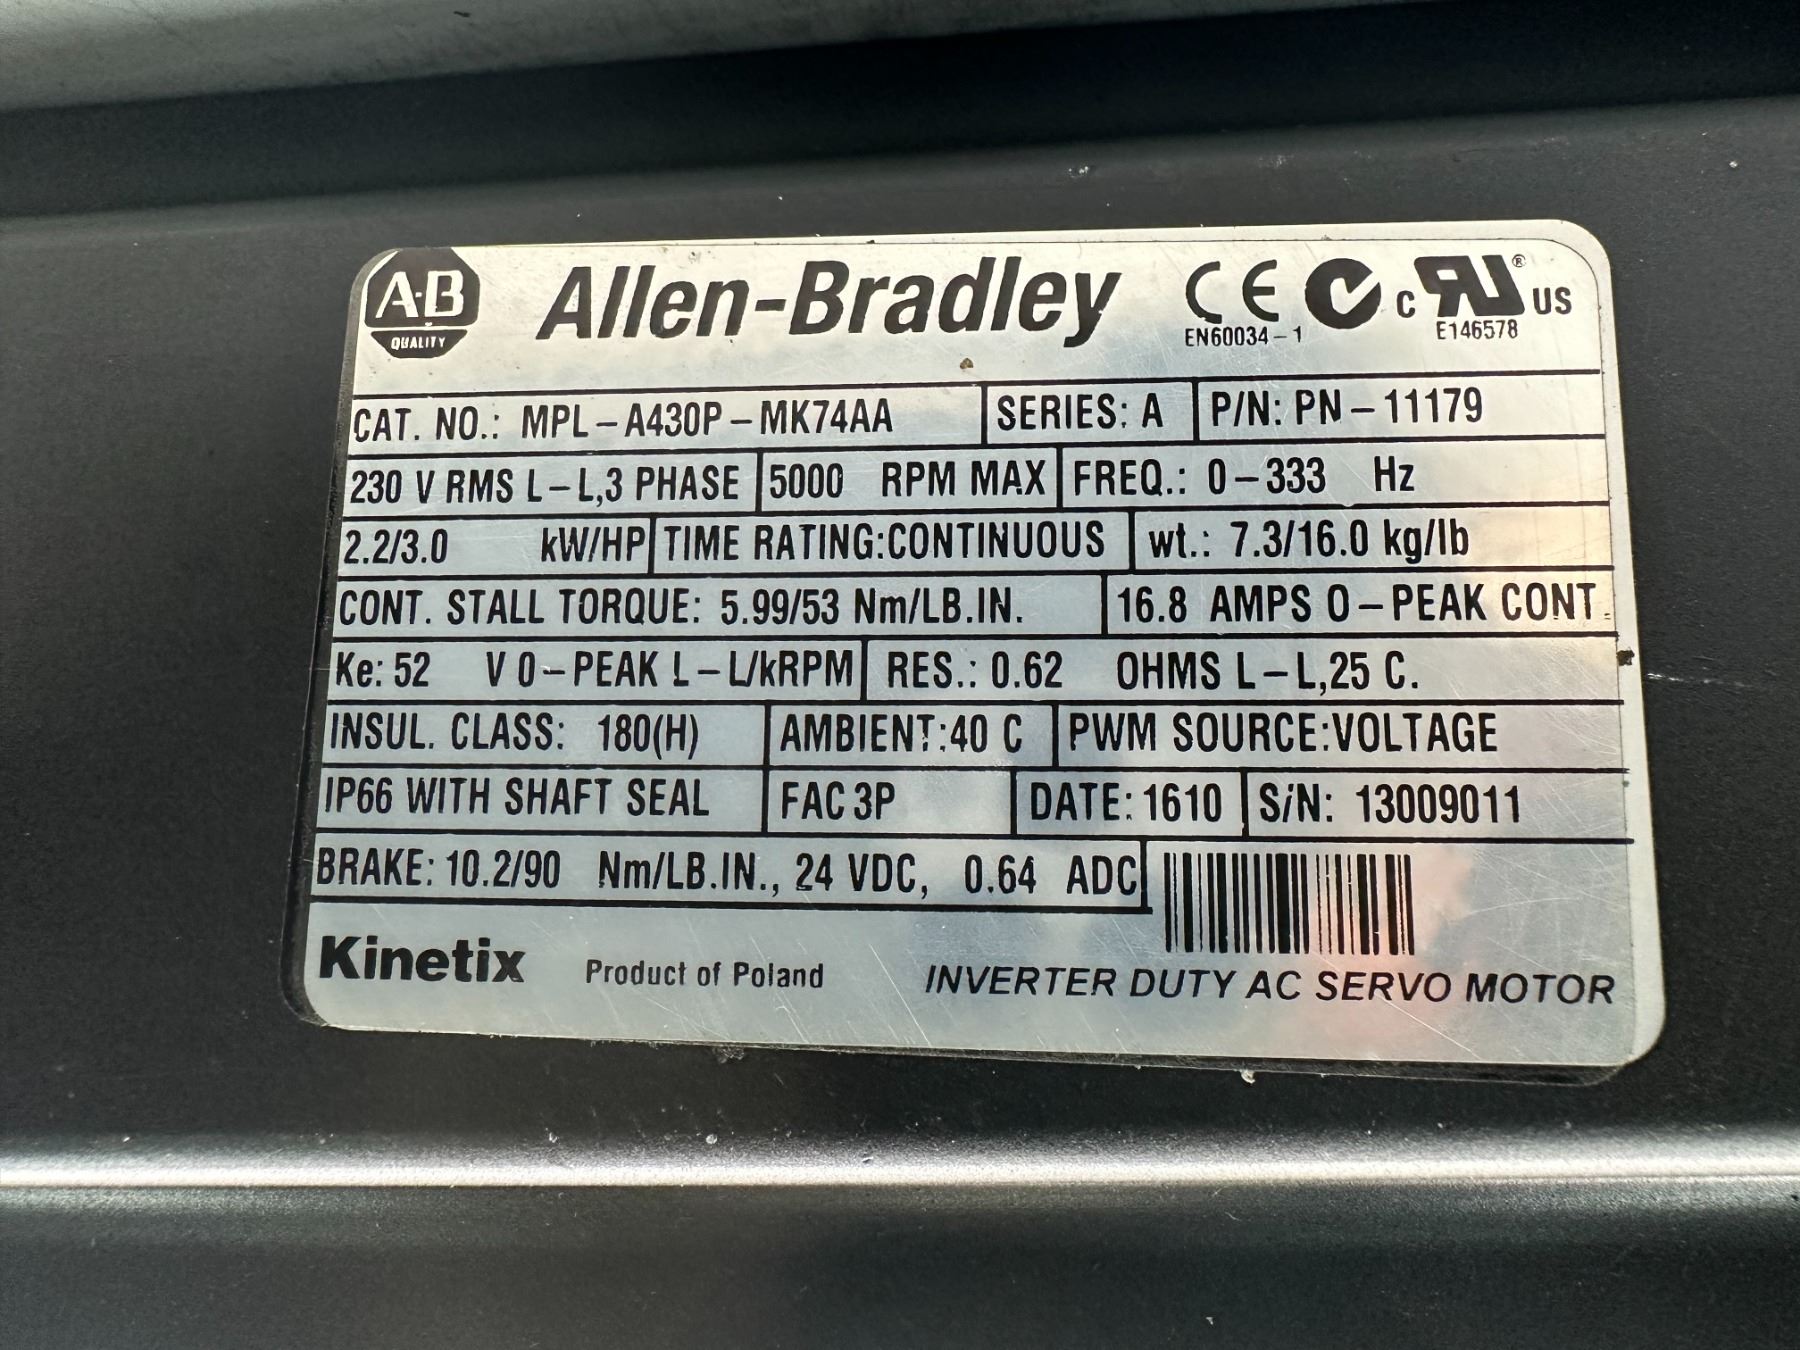 A-B QUALITY Allen-Bradley CE EN60034-1 c UR® US E146578
CAT. NO.: MPL-A430P-MK74AA SERIES: A P/N: PN-11179
230 V RMS L-L,3 PHASE 5000 RPM MAX FREQ.: 0-333 Hz
2.2/3.0 kW/HP TIME RATING:CONTINUOUS wt.: 7.3/16.0 kg/lb
CONT. STALL TORQUE: 5.99/53 Nm/LB.IN. 16.8 AMPS O-PEAK CONT.
Ke: 52 V 0-PEAK L-L/kRPM RES.: 0.62 OHMS L-L,25 C.
INSUL. CLASS: 180(H) AMBIENT:40 C PWM SOURCE:VOLTAGE
IP66 WITH SHAFT SEAL FAC 3P DATE: 1610 S/N: 13009011
BRAKE: 10.2/90 Nm/LB.IN., 24 VDC, 0.64 ADC
Kinetix Product of Poland INVERTER DUTY AC SERVO MOTOR